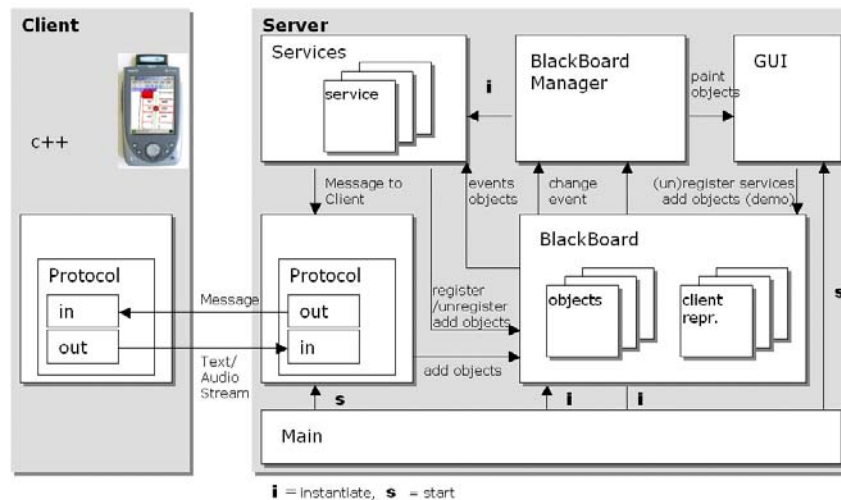 Client
c++
Protocol
in
out
Message
Text/
Audio
Stream
Server
Services
service
i
BlackBoard
Manager
paint
objects
GUI
Message to
Client
events
objects
change
event
(un)register services
add objects (demo)
Protocol
out
in
register
/unregister
add objects
BlackBoard
objects
client
repr.
s
add objects
s
i
i
Main
i = instantiate, s = start